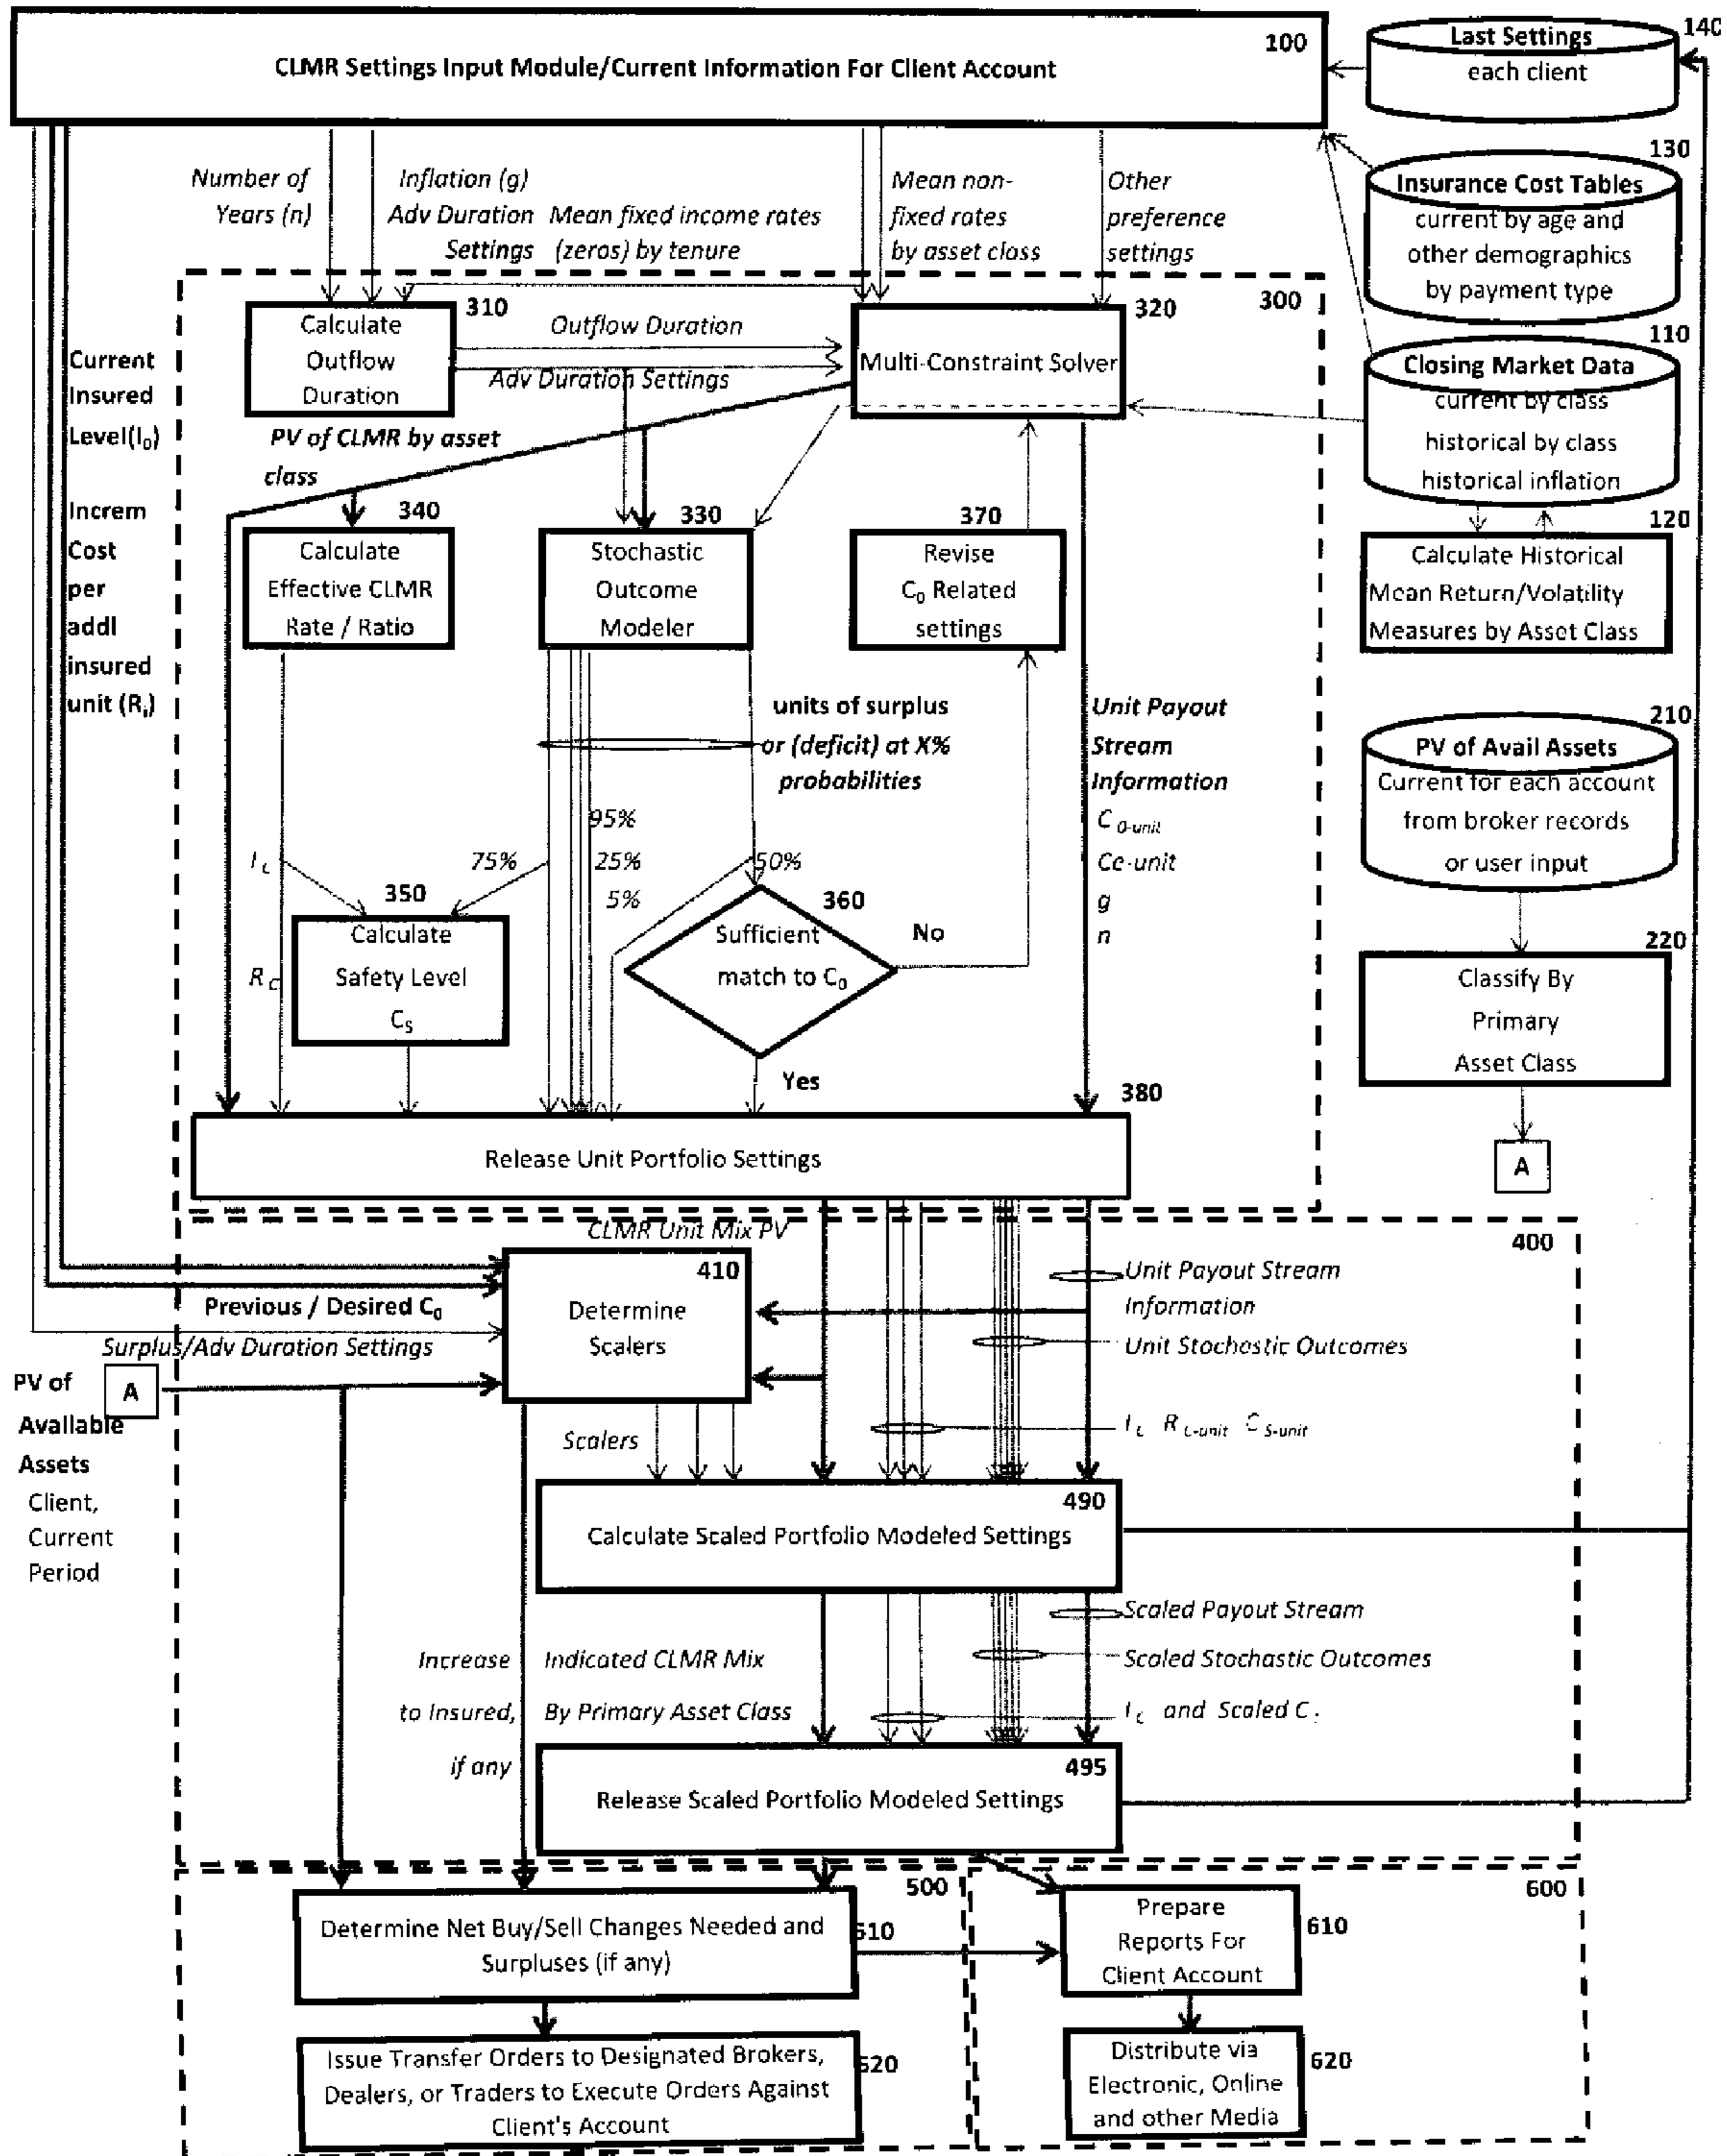 100
CLMR Settings Input Module/Current Information For Client Account
140
Last Settings
each client
130
Insurance Cost Tables
current by age and
other demographics
by payment type
110
Closing Market Data
current by class
historical by class
historical inflation
120
Calculate Historical
Mean Return/Volatility
Measures by Asset Class
210
PV of Avail Assets
Current for each account
from broker records
or user input
220
Classify By
Primary
Asset Class
A
Number of
Years (n)
Inflation (g)
Adv Duration
Settings
Mean fixed income rates
(zeros) by tenure
Mean non-
fixed rates
by asset class
Other
preference
settings
300
310
Calculate
Outflow
Duration
Outflow Duration
Adv Duration Settings
320
Multi-Constraint Solver
Current
Insured
Level(I₀)
Increm
Cost
per
addl
insured
unit (Rᵢ)
PV of CLMR by asset
class
340
Calculate
Effective CLMR
Rate / Ratio
330
Stochastic
Outcome
Modeler
370
Revise
C₀ Related
settings
units of surplus
or (deficit) at X%
probabilities
Unit Payout
Stream
Information
C 0-unit
Ce-unit
g
n
95%
75%
25%
50%
5%
350
Calculate
Safety Level
Cₛ
R C
360
Sufficient
match to C₀
No
Yes
380
Release Unit Portfolio Settings
CLMR Unit Mix PV
400
410
Determine
Scalers
Previous / Desired C₀
Surplus/Adv Duration Settings
PV of
Available
Assets
Client,
Current
Period
A
Unit Payout Stream
Information
Unit Stochastic Outcomes
Scalers
490
Calculate Scaled Portfolio Modeled Settings
Scaled Payout Stream
Scaled Stochastic Outcomes
and Scaled C
Increase
to Insured,
if any
Indicated CLMR Mix
By Primary Asset Class
495
Release Scaled Portfolio Modeled Settings
500
Determine Net Buy/Sell Changes Needed and
Surpluses (if any)
510
Issue Transfer Orders to Designated Brokers,
Dealers, or Traders to Execute Orders Against
Client's Account
520
600
Prepare
Reports For
Client Account
610
Distribute via
Electronic, Online
and other Media
620